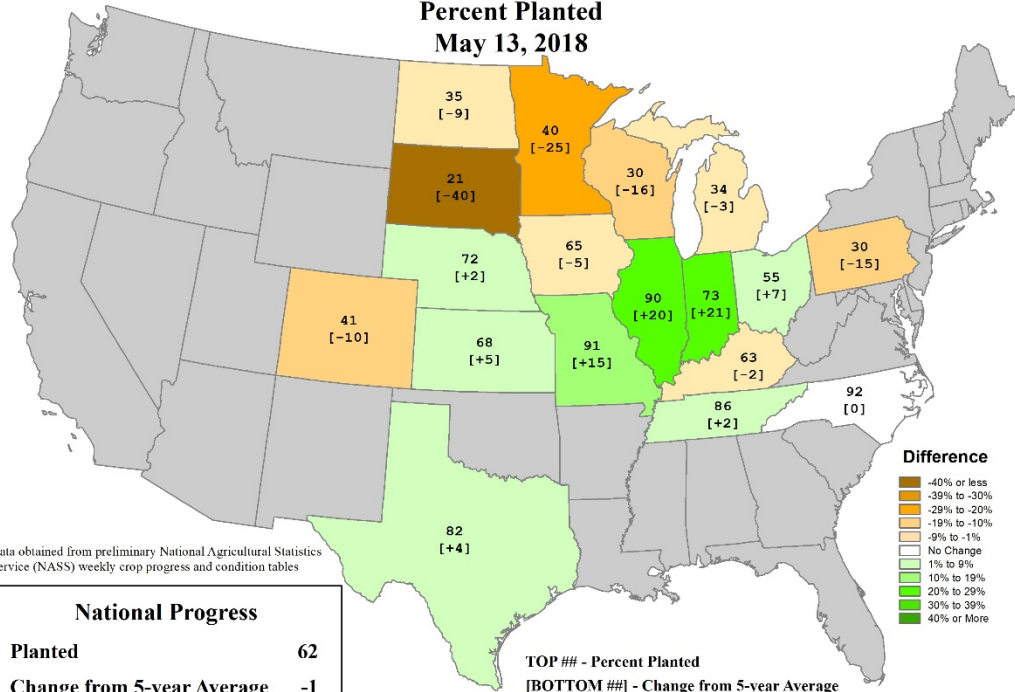 Percent Planted
May 13, 2018
35
[-9]
40
[-25]
21
[-40]
30
[-16]
34
[-3]
30
[-15]
65
[-5]
72
[+2]
55
[+7]
90
[+20]
73
[+21]
41
[-10]
68
[+5]
91
[+15]
63
[-2]
92
[0]
86
[+2]
82
[+4]
Difference
-40% or less
-39% to -30%
-29% to -20%
-19% to -10%
-9% to -1%
No Change
1% to 9%
10% to 19%
20% to 29%
30% to 39%
40% or More
ata obtained from preliminary National Agricultural Statistics
ervice (NASS) weekly crop progress and condition tables
National Progress
Planted 62
Change from 5-year Average -1
TOP ## - Percent Planted
[BOTTOM ##] - Change from 5-year Average